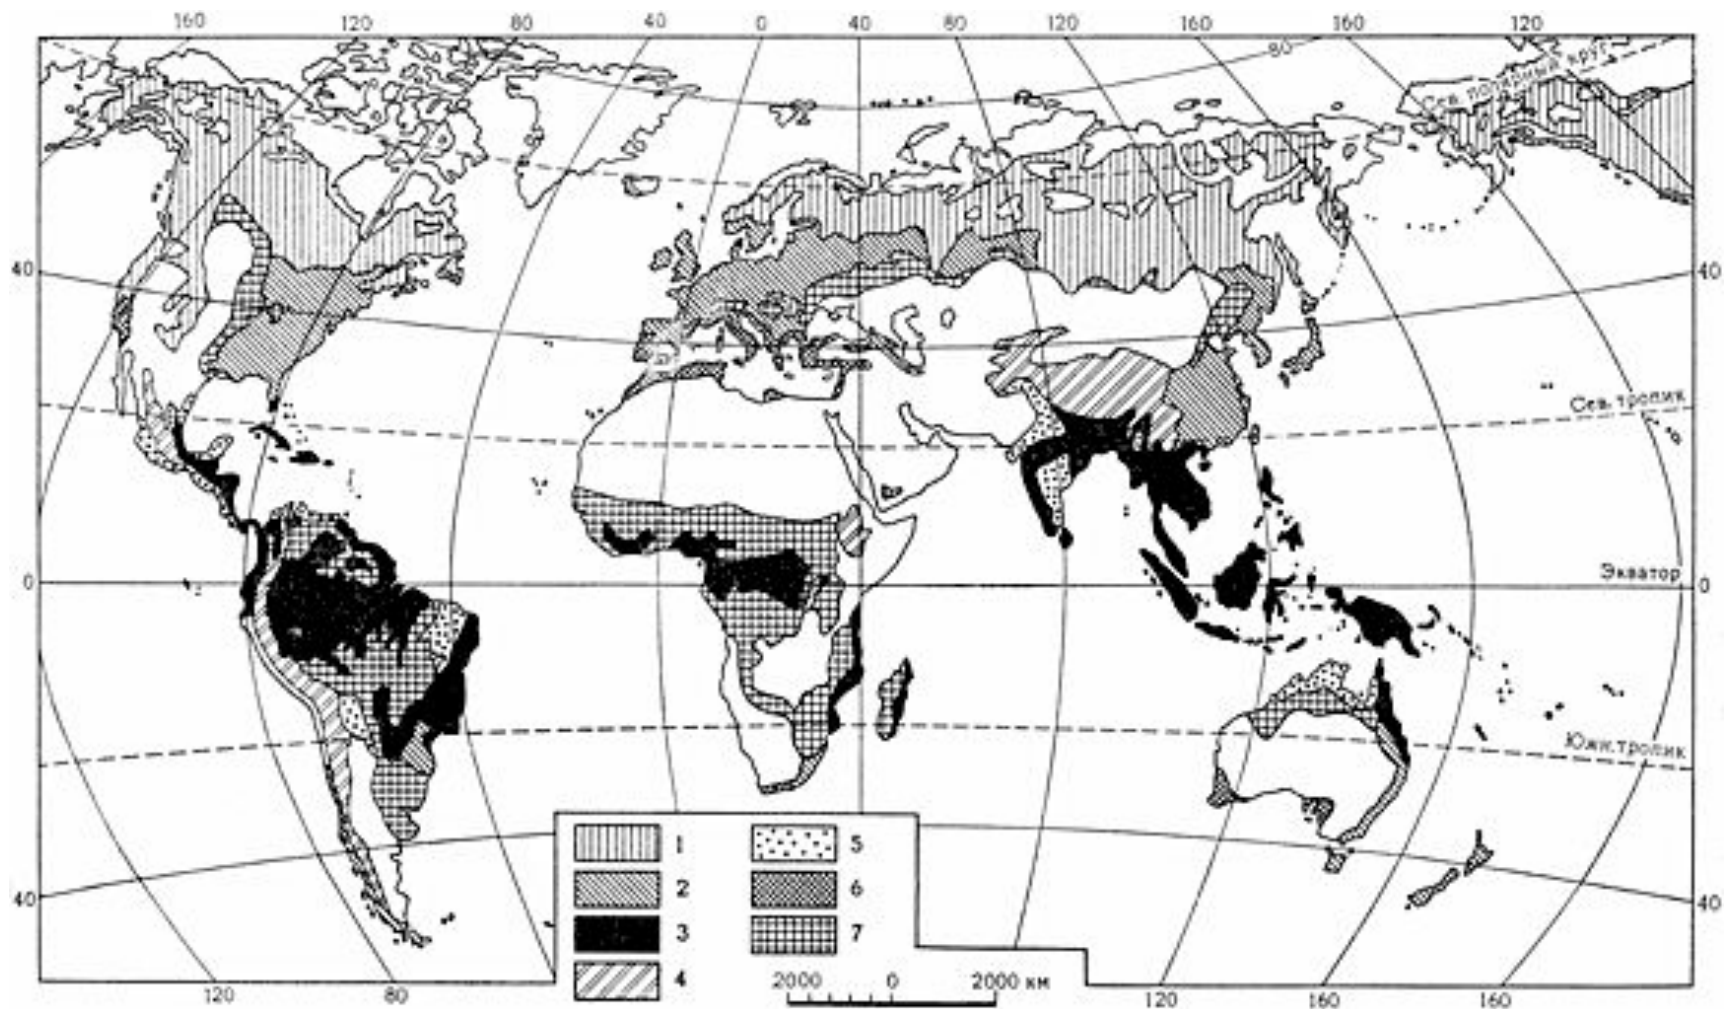 160 120 80 40 0 40 80 120 160 160 120
80
Сев. полярный круг
40 40
Сев. тропик
Экватор
0 0
Южн. тропик
1 5
2 6
3 7
4
40 40
2000 0 2000 км
120 80 120 160 160